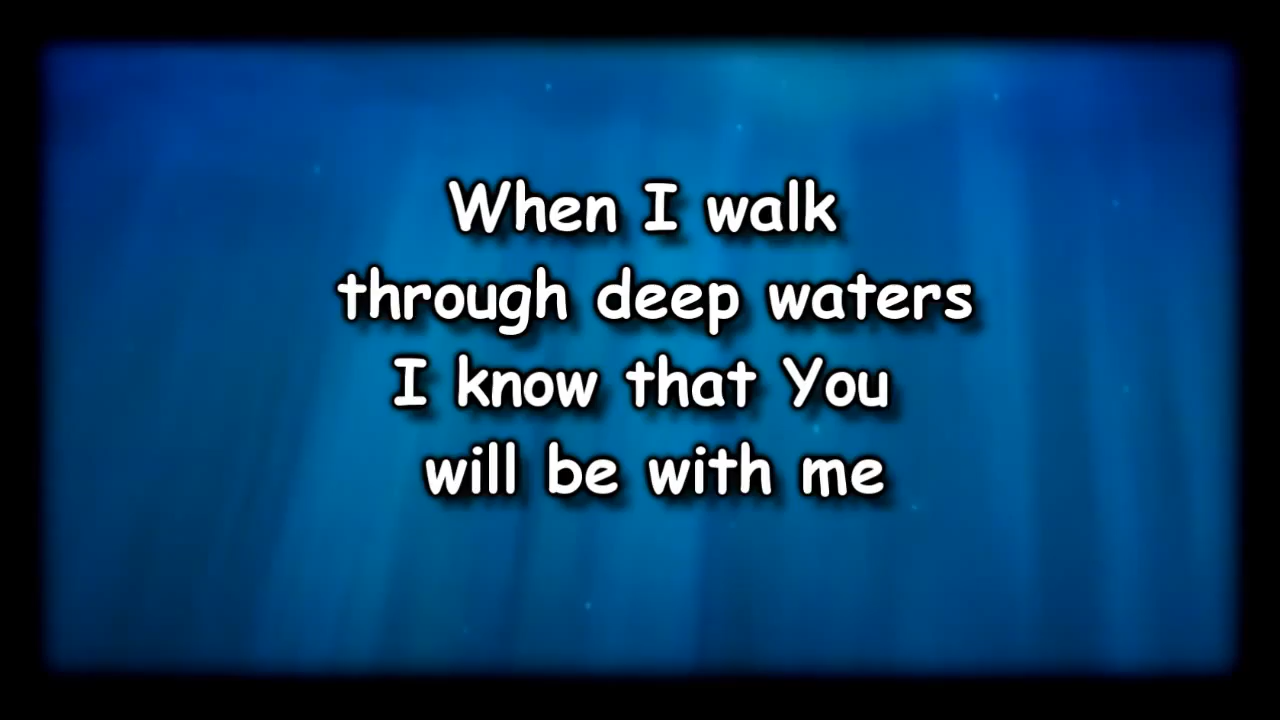 When I walk
through deep waters
I know that You
will be with me